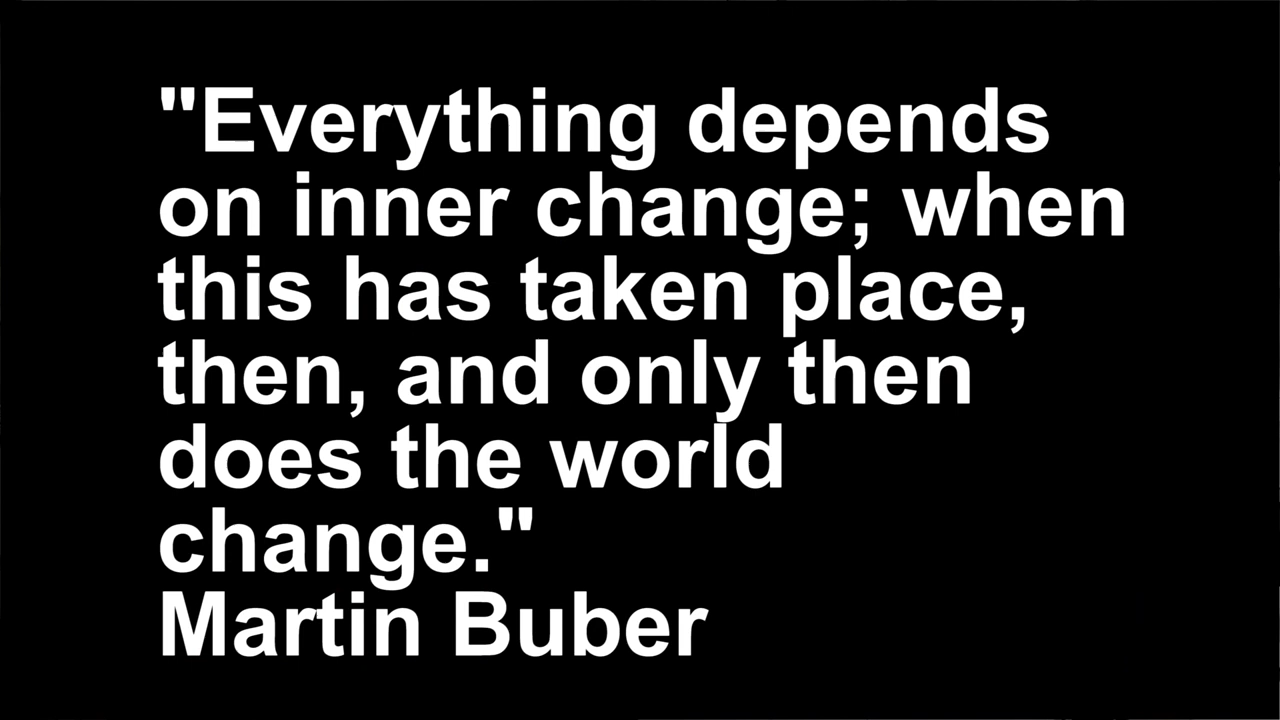 "Everything depends
on inner change; when
this has taken place,
then, and only then
does the world
change."
Martin Buber